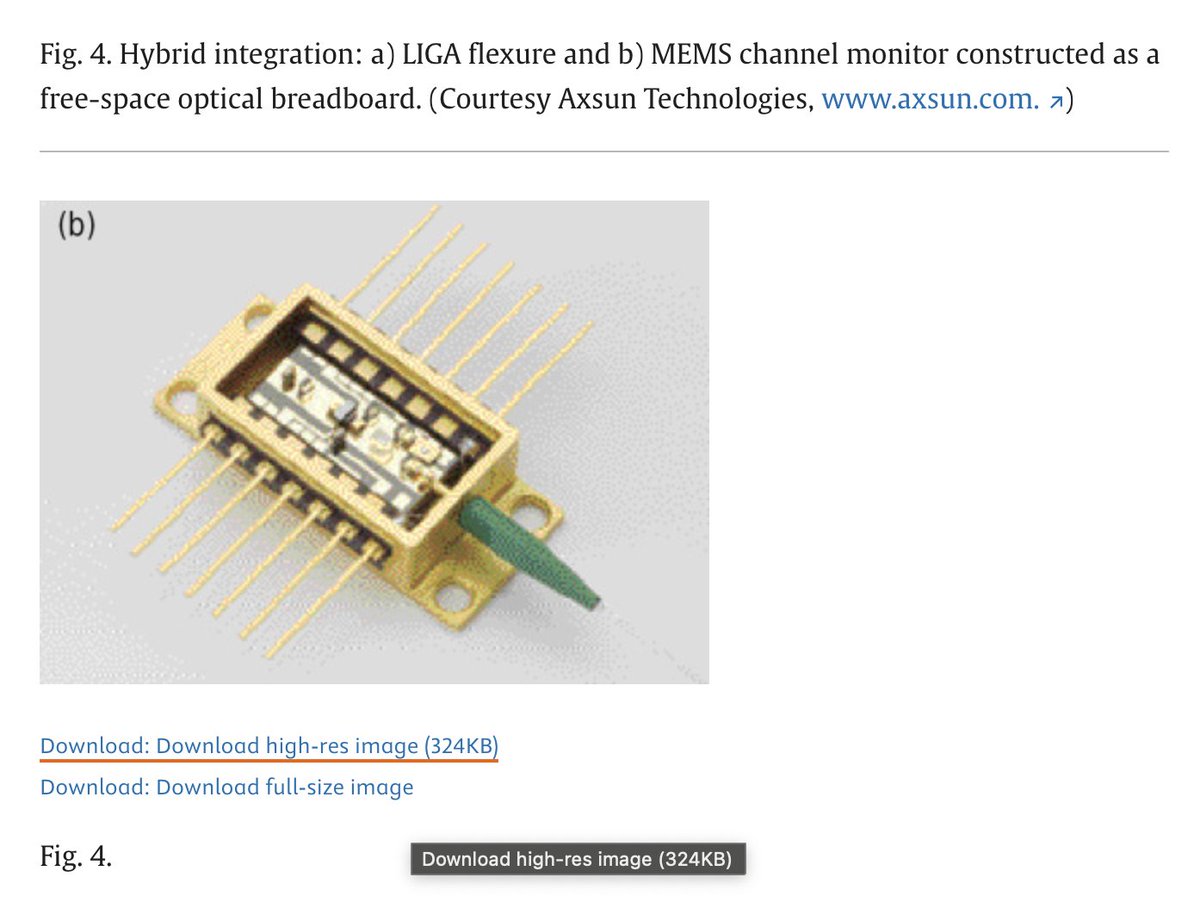 Fig. 4. Hybrid integration: a) LIGA flexure and b) MEMS channel monitor constructed as a
free-space optical breadboard. (Courtesy Axsun Technologies, www.axsun.com. ↗)
(b)
Download: Download high-res image (324KB)
Download: Download full-size image
Fig. 4.
Download high-res image (324KB)